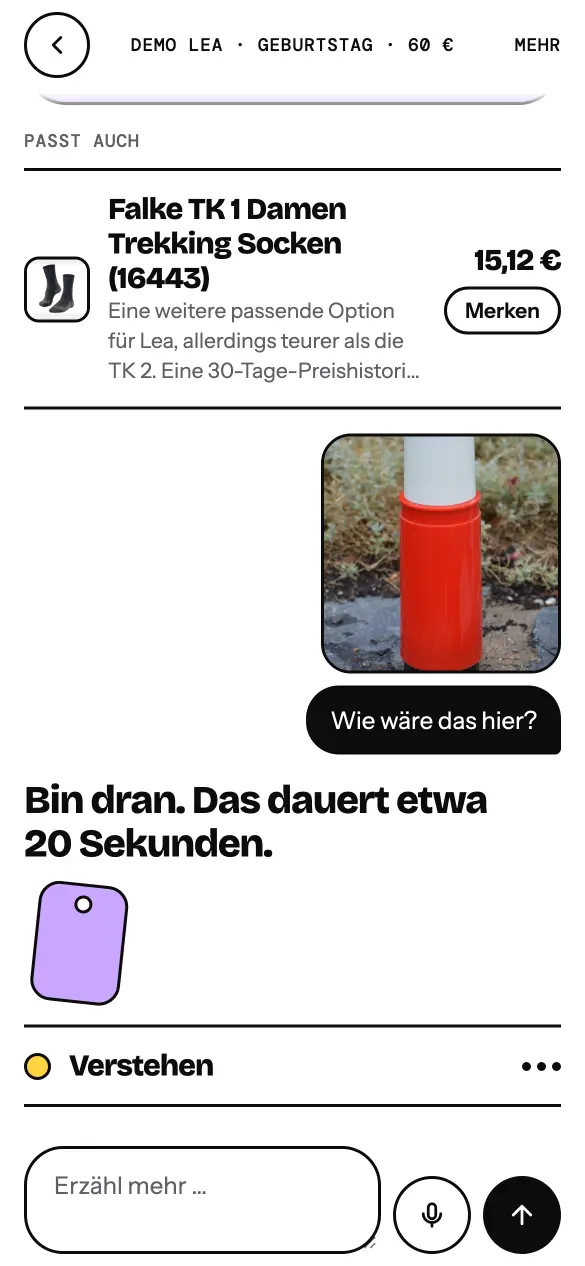 DEMO LEA · GEBURTSTAG · 60 €
MEHR
PASST AUCH
Falke TK 1 Damen
Trekking Socken
(16443)
Eine weitere passende Option
für Lea, allerdings teurer als die
TK 2. Eine 30-Tage-Preishistori…
15,12 €
Merken
Wie wäre das hier?
Bin dran. Das dauert etwa
20 Sekunden.
Verstehen
Erzähl mehr …